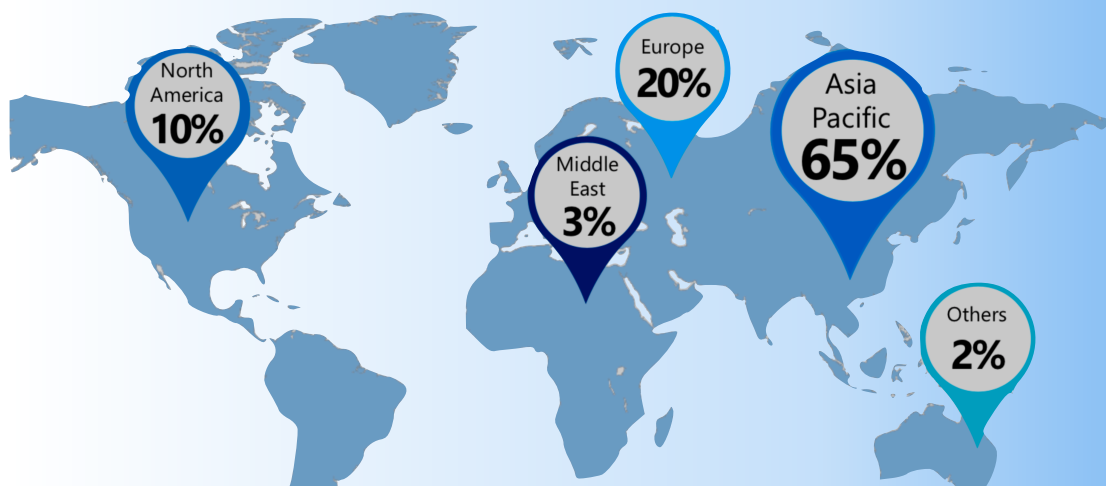 North
America
10%
Europe
20%
Middle
East
3%
Asia
Pacific
65%
Others
2%